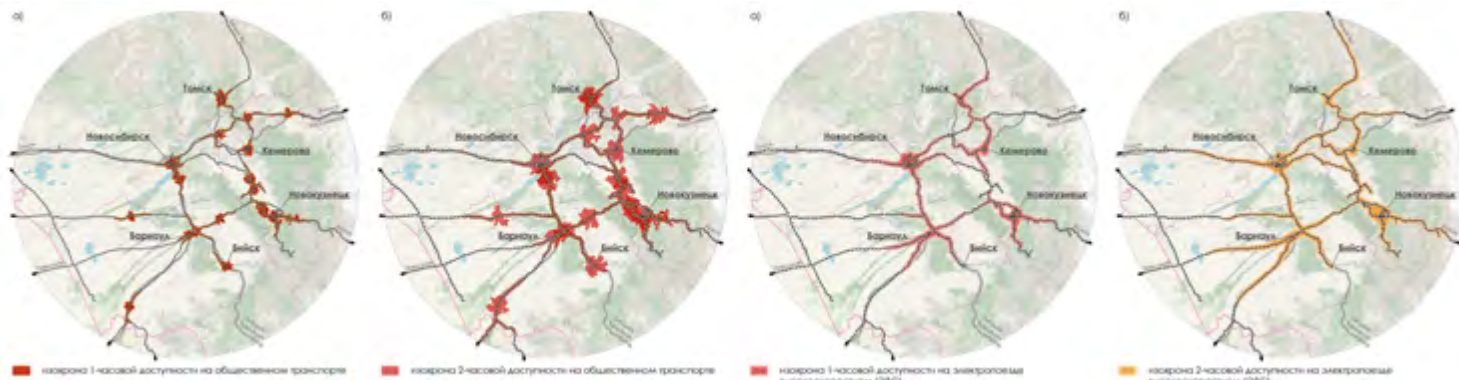 а)
Томск
Новосибирск
Кемерово
Новокузнецк
Барнаул
Бийск
изохрона 1-часовой доступности на общественном транспорте
б)
Томск
Новосибирск
Кемерово
Новокузнецк
Барнаул
Бийск
изохрона 2-часовой доступности на общественном транспорте
а)
Томск
Новосибирск
Кемерово
Новокузнецк
Барнаул
Бийск
изохрона 1-часовой доступности на электропоезде
б)
Томск
Новосибирск
Кемерово
Новокузнецк
Барнаул
Бийск
изохрона 2-часовой доступности на электропоезде